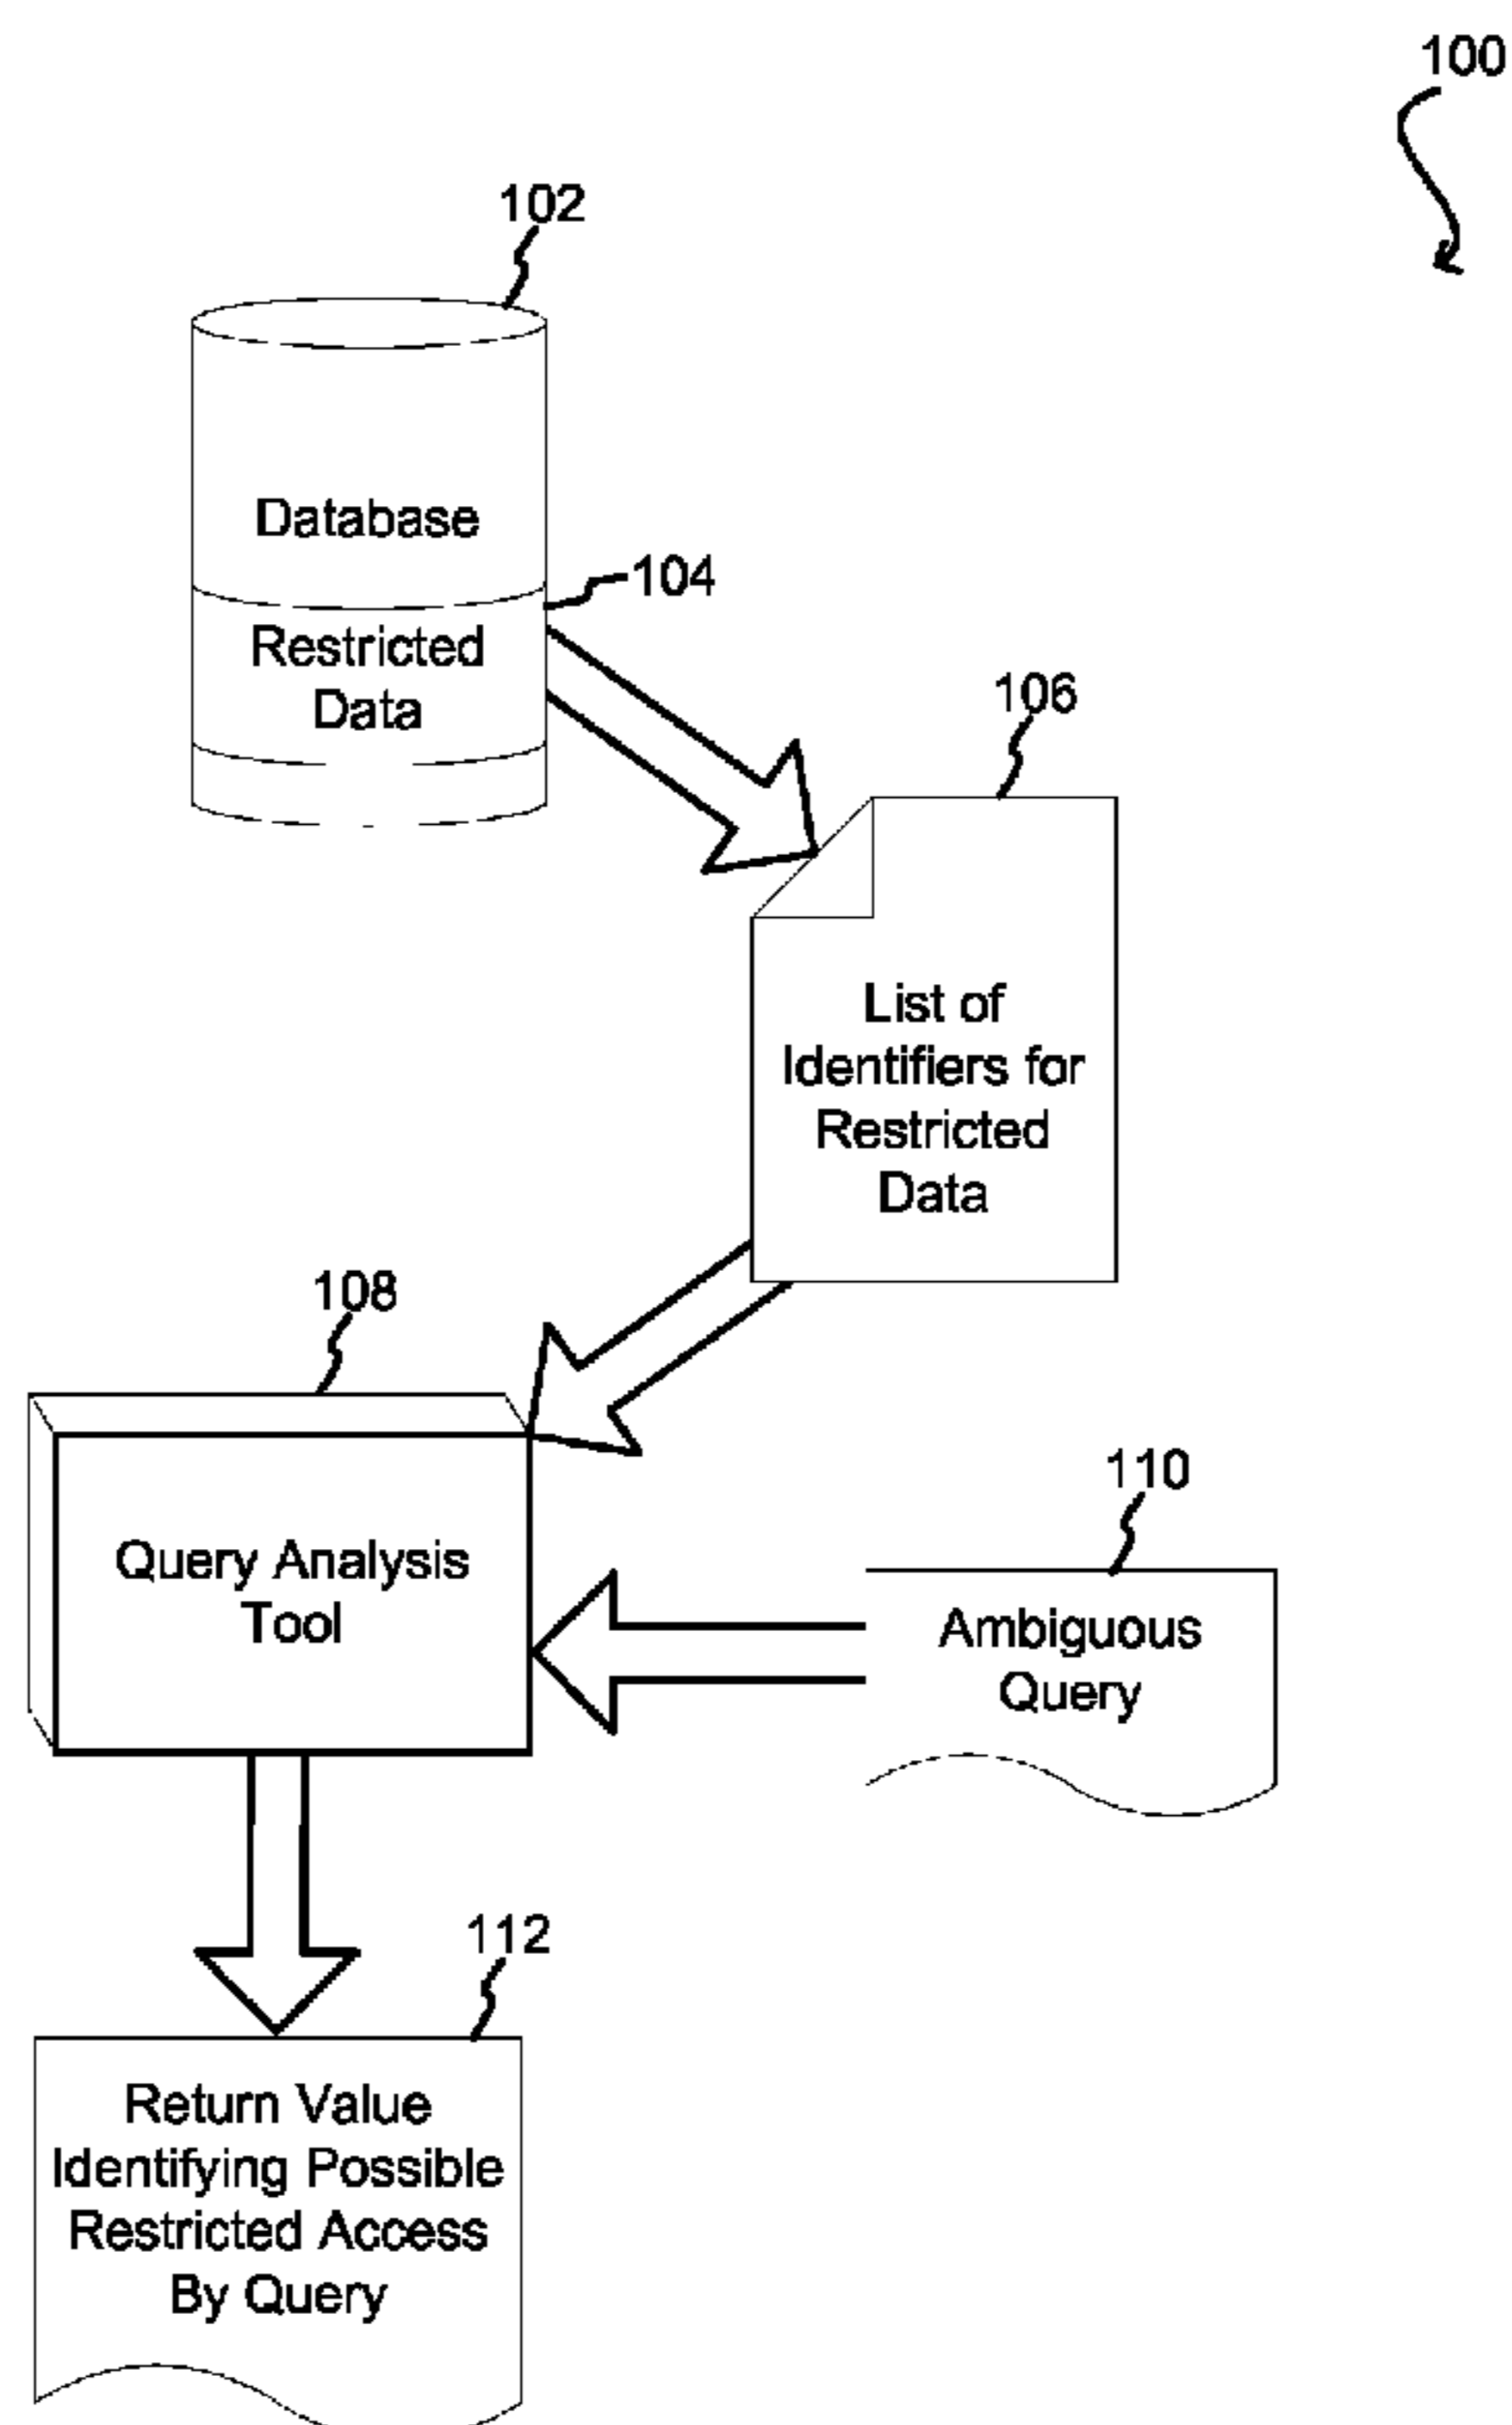 100
102
Database
104
Restricted
Data
106
List of
Identifiers for
Restricted
Data
108
Query Analysis
Tool
110
Ambiguous
Query
112
Return Value
Identifying Possible
Restricted Access
By Query